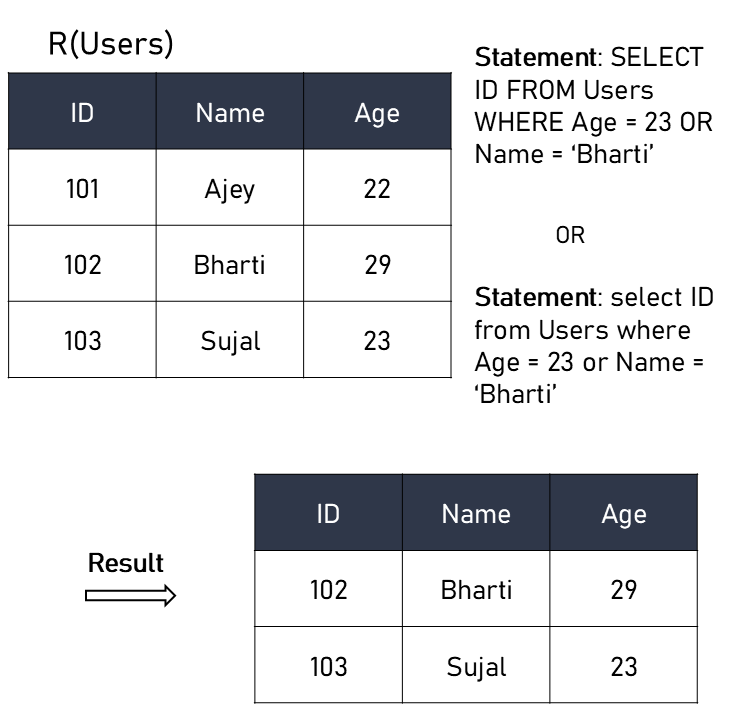 R(Users)
ID Name Age
101 Ajey 22
102 Bharti 29
103 Sujal 23
Statement: SELECT
ID FROM Users
WHERE Age = 23 OR
Name = ‘Bharti’
OR
Statement: select ID
from Users where
Age = 23 or Name =
‘Bharti’
Result
ID Name Age
102 Bharti 29
103 Sujal 23